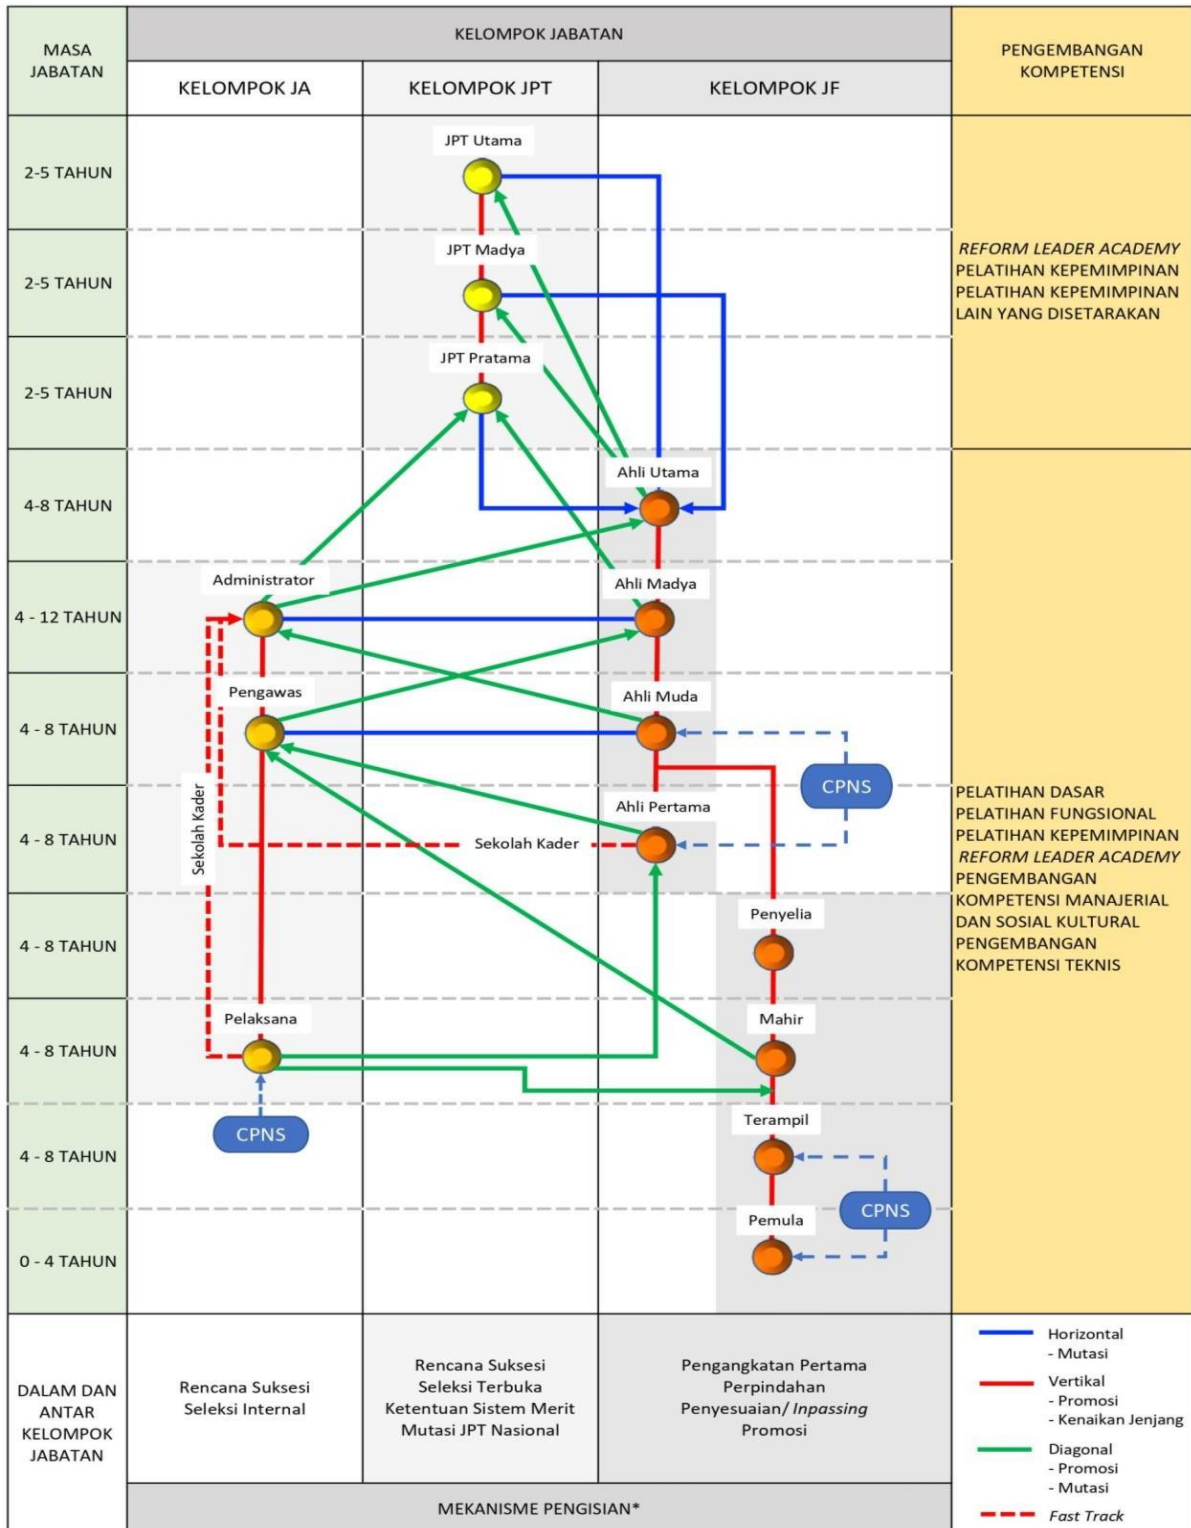 MASA
JABATAN
KELOMPOK JABATAN
PENGEMBANGAN
KOMPETENSI
KELOMPOK JA
KELOMPOK JPT
KELOMPOK JF
2-5 TAHUN
JPT Utama
2-5 TAHUN
JPT Madya
REFORM LEADER ACADEMY
PELATIHAN KEPEMIMPINAN
PELATIHAN KEPEMIMPINAN
LAIN YANG DISETARAKAN
2-5 TAHUN
JPT Pratama
4-8 TAHUN
Ahli Utama
4 - 12 TAHUN
Administrator
Ahli Madya
4 - 8 TAHUN
Pengawas
Ahli Muda
CPNS
4 - 8 TAHUN
Sekolah Kader
Sekolah Kader
Ahli Pertama
PELATIHAN DASAR
PELATIHAN FUNGSIONAL
PELATIHAN KEPEMIMPINAN
REFORM LEADER ACADEMY
PENGEMBANGAN
KOMPETENSI MANAJERIAL
DAN SOSIAL KULTURAL
PENGEMBANGAN
KOMPETENSI TEKNIS
4 - 8 TAHUN
Penyelia
4 - 8 TAHUN
Pelaksana
Mahir
4 - 8 TAHUN
CPNS
Terampil
CPNS
0 - 4 TAHUN
Pemula
DALAM DAN
ANTAR
KELOMPOK
JABATAN
Rencana Suksesi
Seleksi Internal
Rencana Suksesi
Seleksi Terbuka
Ketentuan Sistem Merit
Mutasi JPT Nasional
Pengangkatan Pertama
Perpindahan
Penyesuaian/ Inpassing
Promosi
MEKANISME PENGISIAN*
Horizontal
- Mutasi
Vertikal
- Promosi
- Kenaikan Jenjang
Diagonal
- Promosi
- Mutasi
Fast Track